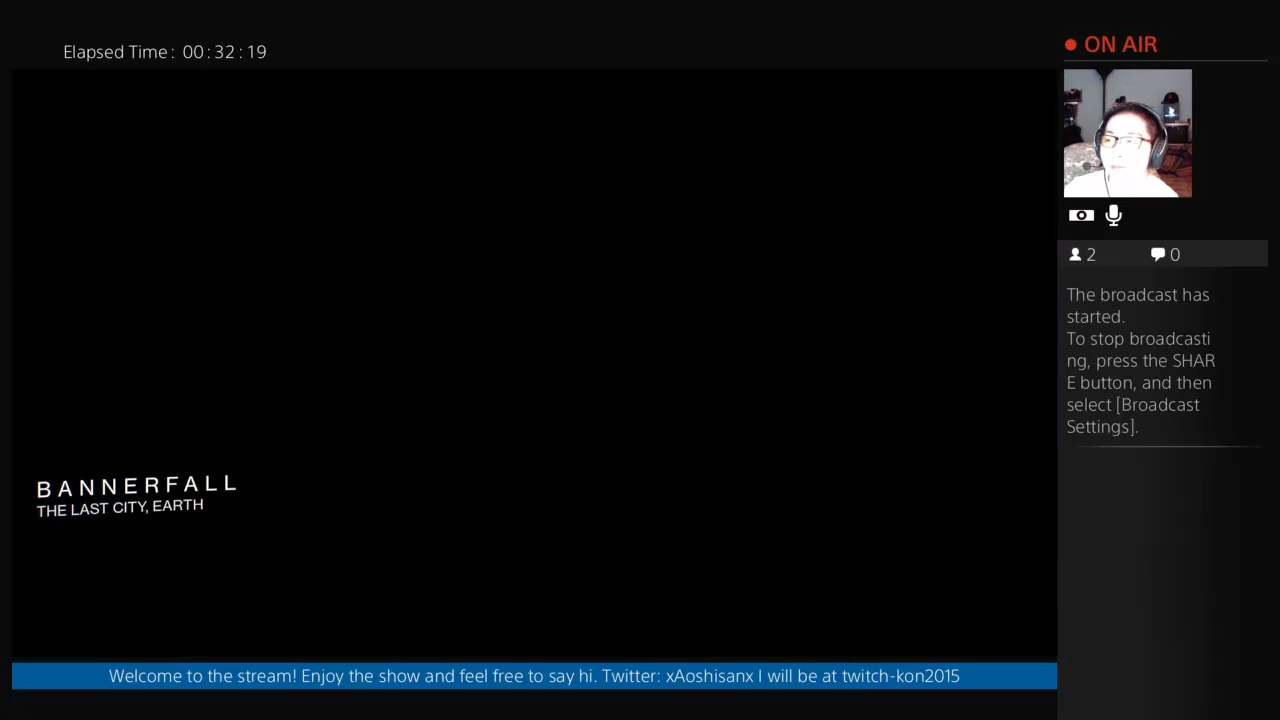 Elapsed Time: 00:32:19
ON AIR
2 0
The broadcast has
started.
To stop broadcasti
ng, press the SHAR
E button, and then
select [Broadcast
Settings].
BANNERFALL
THE LAST CITY, EARTH
Welcome to the stream! Enjoy the show and feel free to say hi. Twitter: xAoshisanx I will be at twitch-kon2015